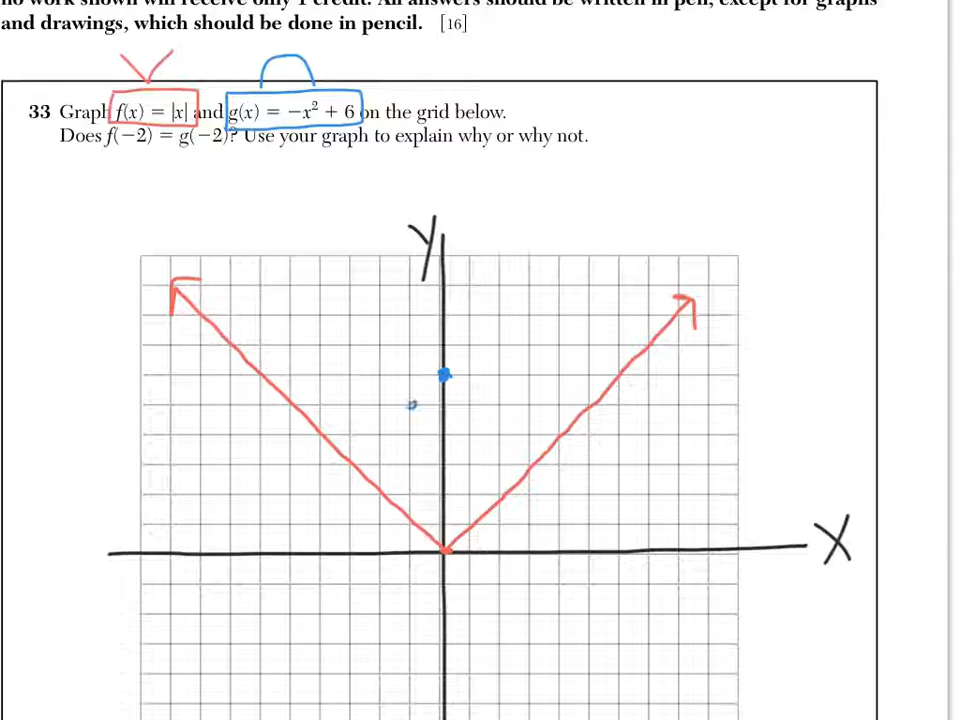 and drawings, which should be done in pencil. [16]
33 Graph f(x) = |x| and g(x) = −x² + 6 on the grid below.
Does f(−2) = g(−2)? Use your graph to explain why or why not.
y
X